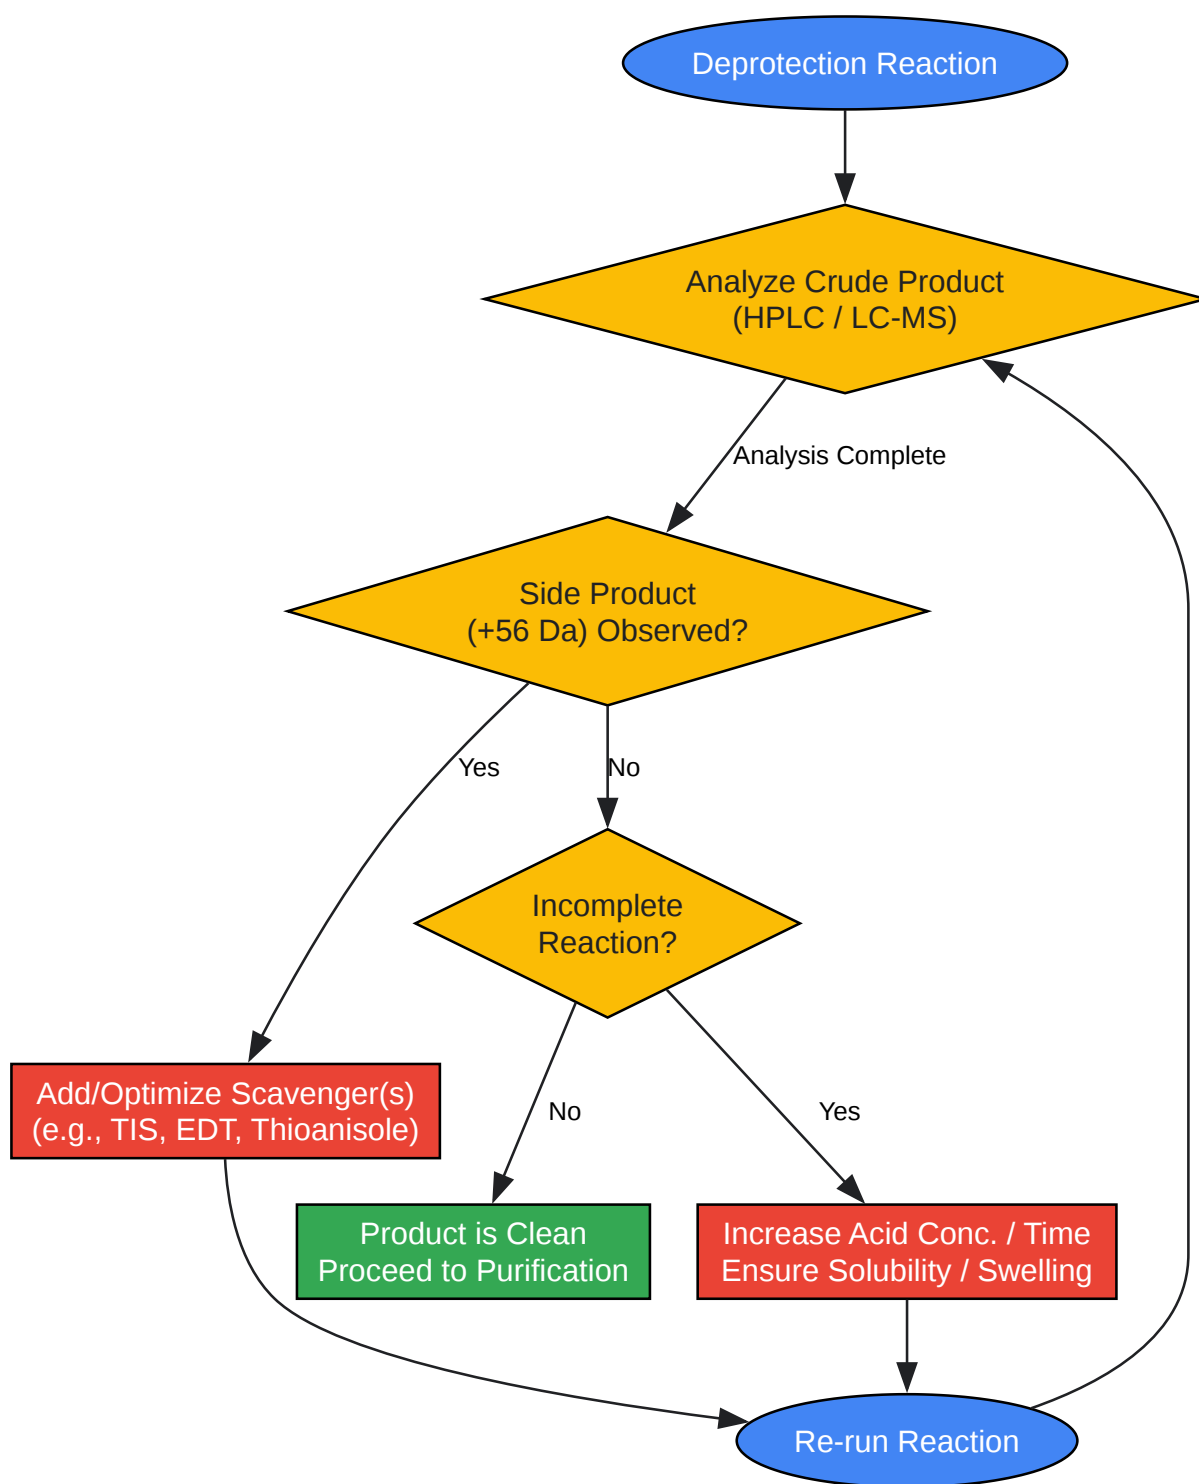 Deprotection Reaction
Analyze Crude Product
(HPLC / LC-MS)
Analysis Complete
Side Product
(+56 Da) Observed?
Yes
No
Incomplete
Reaction?
Add/Optimize Scavenger(s)
(e.g., TIS, EDT, Thioanisole)
No
Yes
Product is Clean
Proceed to Purification
Increase Acid Conc. / Time
Ensure Solubility / Swelling
Re-run Reaction